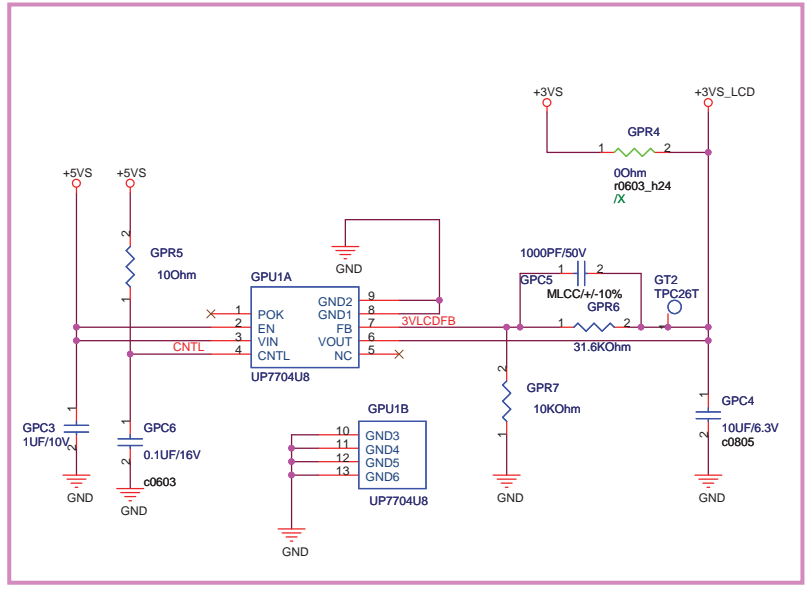 +3VS
+3VS_LCD
GPR4
1
2
0Ohm
r0603_h24
/X
+5VS
+5VS
2
GPR5
10Ohm
1
GND
GPU1A
1
POK
2
EN
3
VIN
CNTL
4
CNTL
GND2
9
GND1
8
FB
7
3VLCDFB
VOUT
6
NC
5
UP7704U8
1000PF/50V
1
2
GPC5
MLCC/+/-10%
GPR6
1
2
31.6KOhm
GT2
TPC26T
2
GPR7
10KOhm
1
GND
1
GPC4
10UF/6.3V
c0805
2
GND
1
GPC3
1UF/10V
2
GND
1
GPC6
0.1UF/16V
2
c0603
GND
GPU1B
10
GND3
11
GND4
12
GND5
13
GND6
UP7704U8
GND